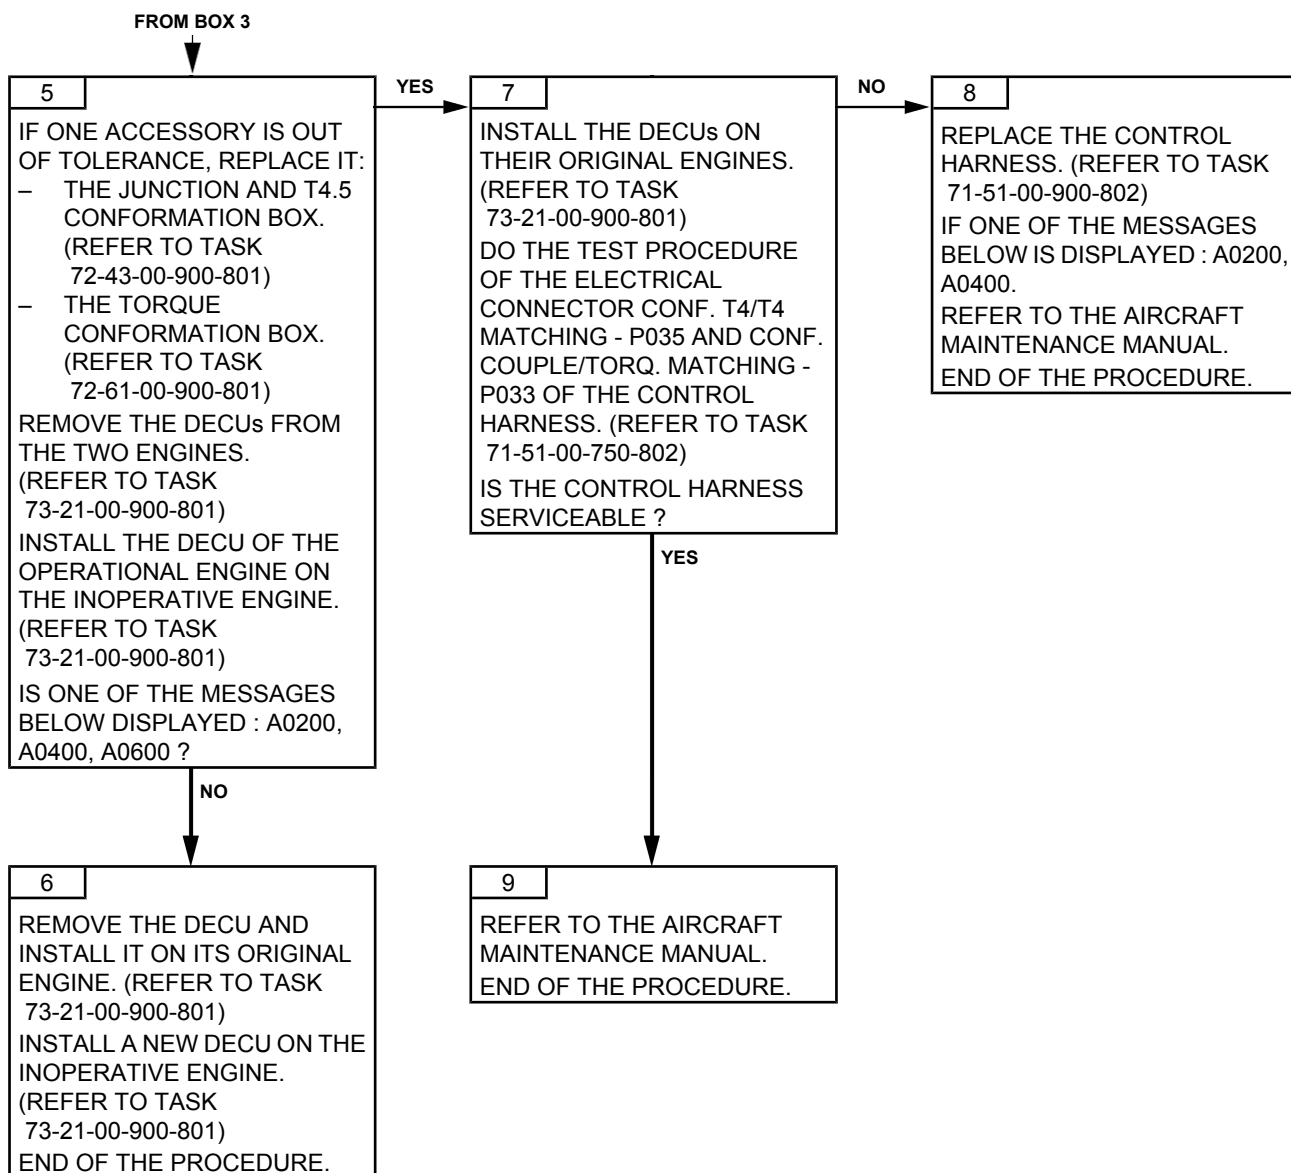 FROM BOX 3
5
IF ONE ACCESSORY IS OUT
OF TOLERANCE, REPLACE IT:
– THE JUNCTION AND T4.5
CONFORMATION BOX.
(REFER TO TASK
72-43-00-900-801)
– THE TORQUE
CONFORMATION BOX.
(REFER TO TASK
72-61-00-900-801)
REMOVE THE DECUs FROM
THE TWO ENGINES.
(REFER TO TASK
73-21-00-900-801)
INSTALL THE DECU OF THE
OPERATIONAL ENGINE ON
THE INOPERATIVE ENGINE.
(REFER TO TASK
73-21-00-900-801)
IS ONE OF THE MESSAGES
BELOW DISPLAYED : A0200,
A0400, A0600 ?
YES
7
INSTALL THE DECUs ON
THEIR ORIGINAL ENGINES.
(REFER TO TASK
73-21-00-900-801)
DO THE TEST PROCEDURE
OF THE ELECTRICAL
CONNECTOR CONF. T4/T4
MATCHING - P035 AND CONF.
COUPLE/TORQ. MATCHING -
P033 OF THE CONTROL
HARNESS. (REFER TO TASK
71-51-00-750-802)
IS THE CONTROL HARNESS
SERVICEABLE ?
NO
8
REPLACE THE CONTROL
HARNESS. (REFER TO TASK
71-51-00-900-802)
IF ONE OF THE MESSAGES
BELOW IS DISPLAYED : A0200,
A0400.
REFER TO THE AIRCRAFT
MAINTENANCE MANUAL.
END OF THE PROCEDURE.
NO
6
REMOVE THE DECU AND
INSTALL IT ON ITS ORIGINAL
ENGINE. (REFER TO TASK
73-21-00-900-801)
INSTALL A NEW DECU ON THE
INOPERATIVE ENGINE.
(REFER TO TASK
73-21-00-900-801)
END OF THE PROCEDURE.
YES
9
REFER TO THE AIRCRAFT
MAINTENANCE MANUAL.
END OF THE PROCEDURE.